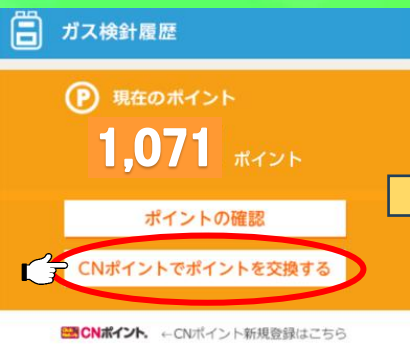 ガス検針履歴
P 現在のポイント
1,071 ポイント
ポイントの確認
CNポイントでポイントを交換する
CNポイント. ←CNポイント新規登録はこちら